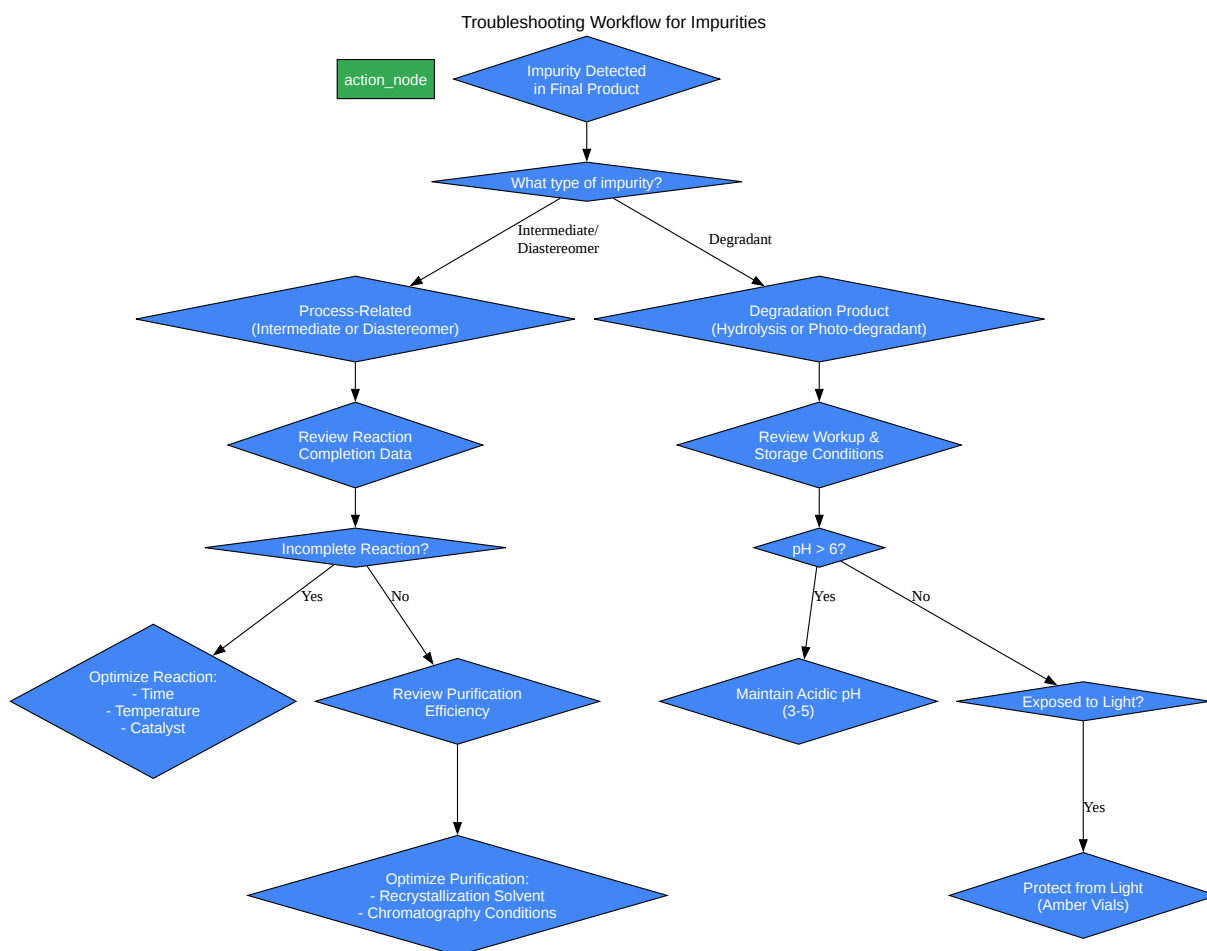 Troubleshooting Workflow for Impurities
action_node
Impurity Detected
in Final Product
What type of impurity?
Intermediate/
Diastereomer
Degradant
Process-Related
(Intermediate or Diastereomer)
Degradation Product
(Hydrolysis or Photo-degradant)
Review Reaction
Completion Data
Review Workup &
Storage Conditions
Incomplete Reaction?
pH > 6?
Yes
No
Yes
No
Optimize Reaction:
- Time
- Temperature
- Catalyst
Review Purification
Efficiency
Maintain Acidic pH
(3-5)
Exposed to Light?
Yes
Optimize Purification:
- Recrystallization Solvent
- Chromatography Conditions
Protect from Light
(Amber Vials)